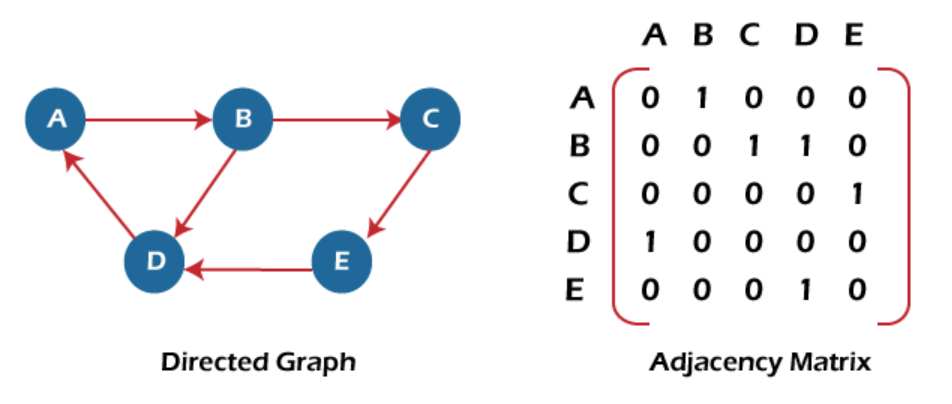 A B C
D E
Directed Graph
A B C D E
A 0 1 0 0 0
B 0 0 1 1 0
C 0 0 0 0 1
D 1 0 0 0 0
E 0 0 0 1 0
Adjacency Matrix